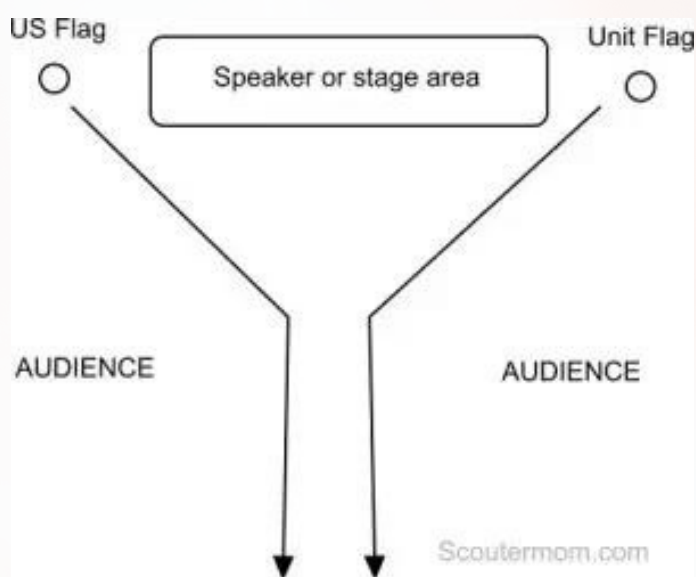 US Flag
Unit Flag
Speaker or stage area
AUDIENCE
AUDIENCE
Scoutermom.com